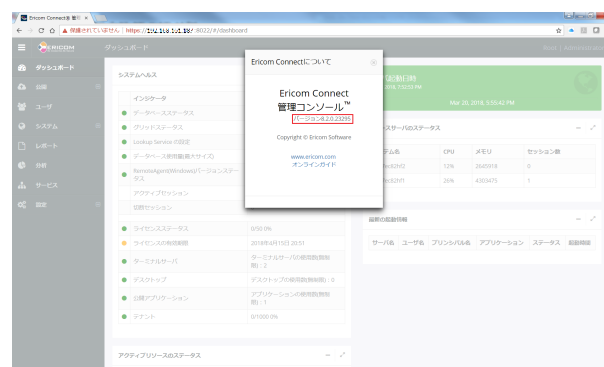 Ericom Connect管理
保護されていません | https://192.168.101.187:8022/#/dashboard
ERICOM
ダッシュボード
ダッシュボード
ユーザ
システム
レポート
分析
サービス
設定
システムヘルス
インジケータ
データベースステータス
グリッドステータス
Lookup Serviceの設定
データベース使用量(最大サイズ)
RemoteAgent(Windows)バージョンステータス
アクティブセッション
切断セッション
ライセンスステータス
0/50 0%
ライセンスの有効期限
2018年4月15日 20:51
ターミナルサーバ
ターミナルサーバの使用数(無制限) : 2
デスクトップ
デスクトップの使用数(無制限) : 0
公開アプリケーション
アプリケーションの使用数(無制限) : 1
テナント
0/1000 0%
アクティブリソースのステータス
Ericom Connectについて
Ericom Connect
管理コンソール™
バージョン8.2.0.23295
Copyright © Ericom Software
www.ericom.com
オンラインガイド
起動日時
2018, 7:33:53 PM
Mar 20, 2018, 5:55:42 PM
スサーバのステータス
テム名
CPU
メモリ
セッション数
12%
2645918
0
26%
4303475
1
最新の起動情報
サーバ名
ユーザ名
プリンシパル名
アプリケーション
ステータス
起動時間